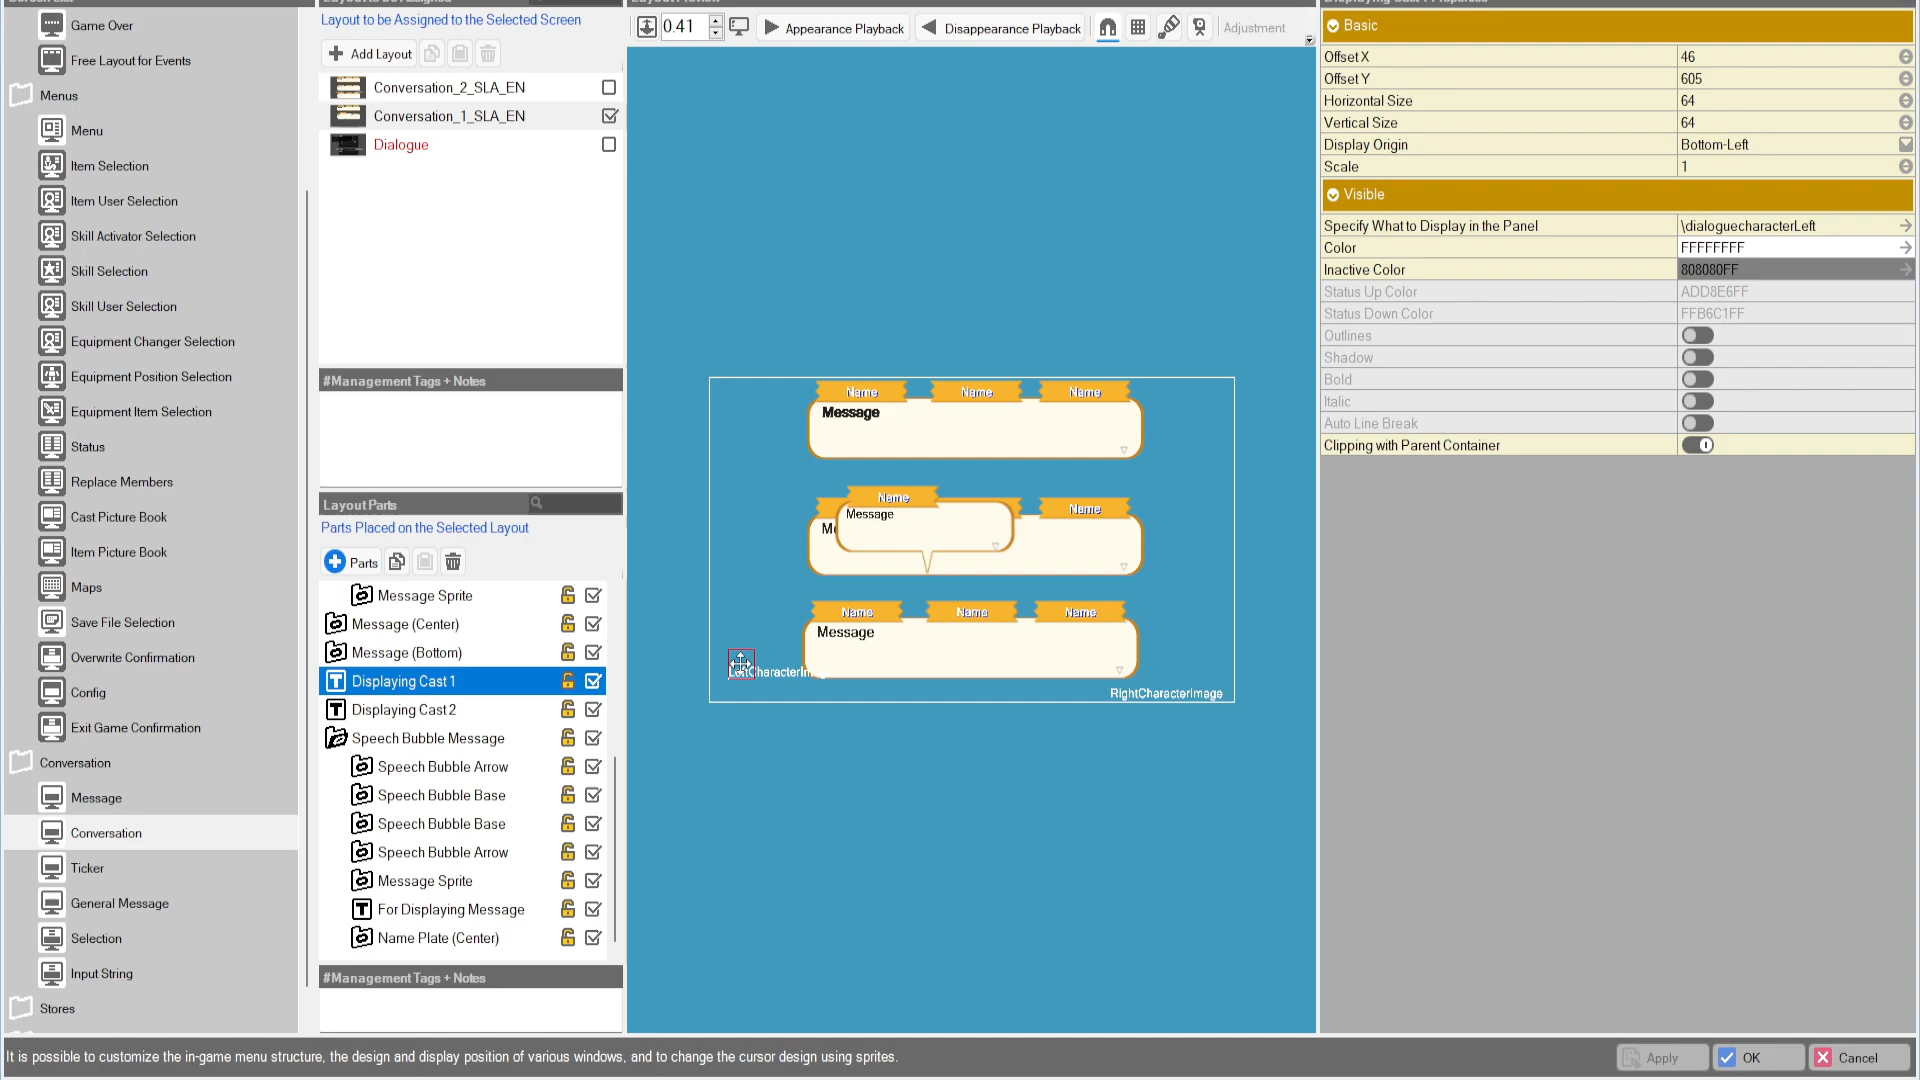 Game Over
Free Layout for Events
Menus
Menu
Item Selection
Item User Selection
Skill Activator Selection
Skill Selection
Skill User Selection
Equipment Changer Selection
Equipment Position Selection
Equipment Item Selection
Status
Replace Members
Cast Picture Book
Item Picture Book
Maps
Save File Selection
Overwrite Confirmation
Config
Exit Game Confirmation
Conversation
Message
Conversation
Ticker
General Message
Selection
Input String
Stores
Layout to be Assigned to the Selected Screen
Add Layout
Conversation_2_SLA_EN
Conversation_1_SLA_EN
Dialogue
#Management Tags + Notes
Layout Parts
Parts Placed on the Selected Layout
Parts
Message Sprite
Message (Center)
Message (Bottom)
Displaying Cast 1
Displaying Cast 2
Speech Bubble Message
Speech Bubble Arrow
Speech Bubble Base
Speech Bubble Base
Speech Bubble Arrow
Message Sprite
For Displaying Message
Name Plate (Center)
#Management Tags + Notes
0.41
Appearance Playback
Disappearance Playback
Adjustment
Name Name Name
Message
Name
Message
Name
Name Name Name
Message
RightCharacterImage
Basic
Offset X 46
Offset Y 605
Horizontal Size 64
Vertical Size 64
Display Origin Bottom-Left
Scale 1
Visible
Specify What to Display in the Panel \dialoguecharacterLeft
Color FFFFFFFF
Inactive Color 808080FF
Status Up Color ADD8E6FF
Status Down Color FFB6C1FF
Outlines
Shadow
Bold
Italic
Auto Line Break
Clipping with Parent Container
It is possible to customize the in-game menu structure, the design and display position of various windows, and to change the cursor design using sprites.
Apply
OK
Cancel